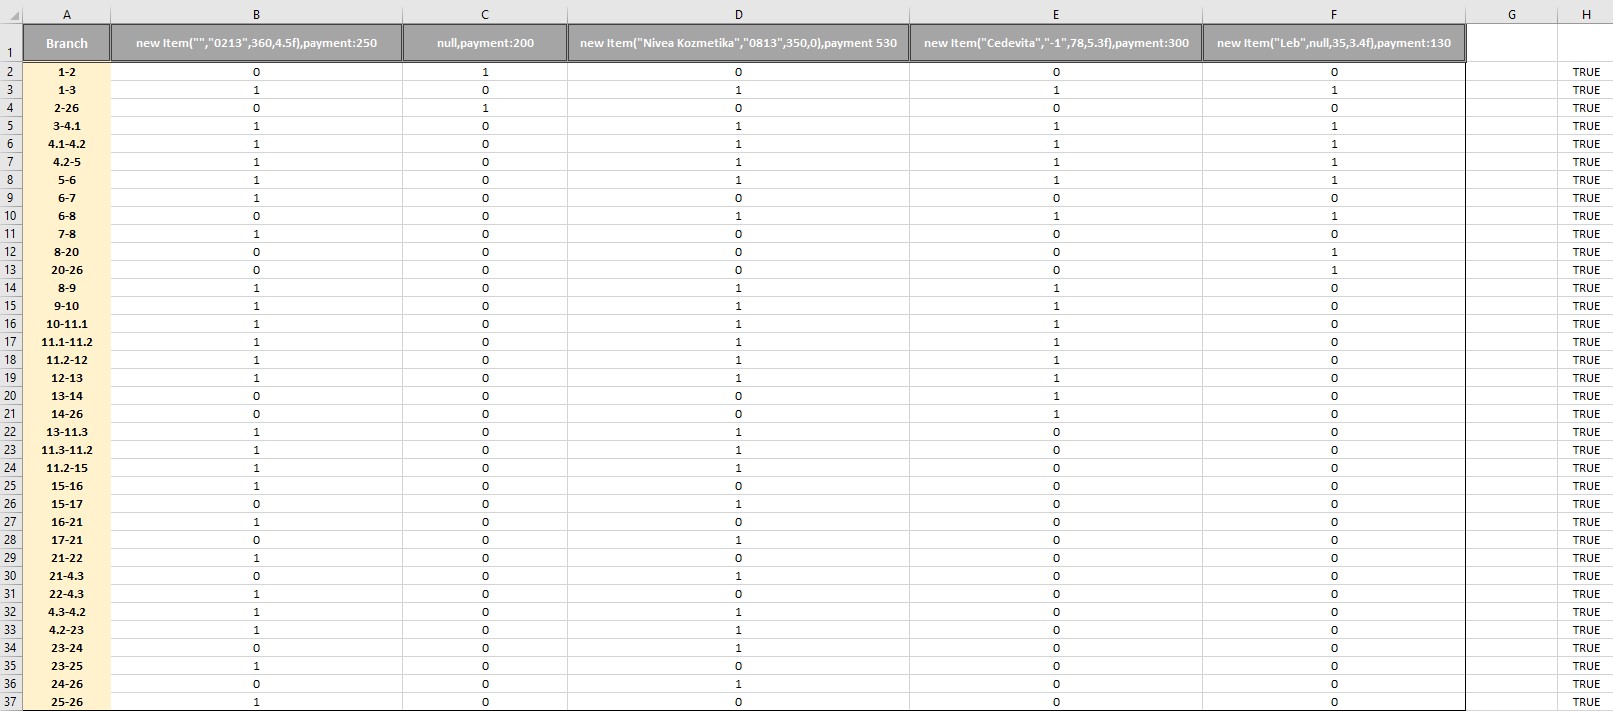 A B C D E F G H
1 Branch new Item("","0213",360,4.5f),payment:250 null,payment:200 new Item("Nivea Kozmetika","0813",350,0),payment 530 new Item("Cedevita","-1",78,5.3f),payment:300 new Item("Leb",null,35,3.4f),payment:130
2 1-2 0 1 0 0 0 TRUE
3 1-3 1 0 1 1 1 TRUE
4 2-26 0 1 0 0 0 TRUE
5 3-4.1 1 0 1 1 1 TRUE
6 4.1-4.2 1 0 1 1 1 TRUE
7 4.2-5 1 0 1 1 1 TRUE
8 5-6 1 0 1 1 1 TRUE
9 6-7 1 0 0 0 0 TRUE
10 6-8 0 0 1 1 1 TRUE
11 7-8 1 0 0 0 0 TRUE
12 8-20 0 0 0 0 1 TRUE
13 20-26 0 0 0 0 1 TRUE
14 8-9 1 0 1 1 0 TRUE
15 9-10 1 0 1 1 0 TRUE
16 10-11.1 1 0 1 1 0 TRUE
17 11.1-11.2 1 0 1 1 0 TRUE
18 11.2-12 1 0 1 1 0 TRUE
19 12-13 1 0 1 1 0 TRUE
20 13-14 0 0 0 1 0 TRUE
21 14-26 0 0 0 1 0 TRUE
22 13-11.3 1 0 1 0 0 TRUE
23 11.3-11.2 1 0 1 0 0 TRUE
24 11.2-15 1 0 1 0 0 TRUE
25 15-16 1 0 0 0 0 TRUE
26 15-17 0 0 1 0 0 TRUE
27 16-21 1 0 0 0 0 TRUE
28 17-21 0 0 1 0 0 TRUE
29 21-22 1 0 0 0 0 TRUE
30 21-4.3 0 0 1 0 0 TRUE
31 22-4.3 1 0 0 0 0 TRUE
32 4.3-4.2 1 0 1 0 0 TRUE
33 4.2-23 1 0 1 0 0 TRUE
34 23-24 0 0 1 0 0 TRUE
35 23-25 1 0 0 0 0 TRUE
36 24-26 0 0 1 0 0 TRUE
37 25-26 1 0 0 0 0 TRUE